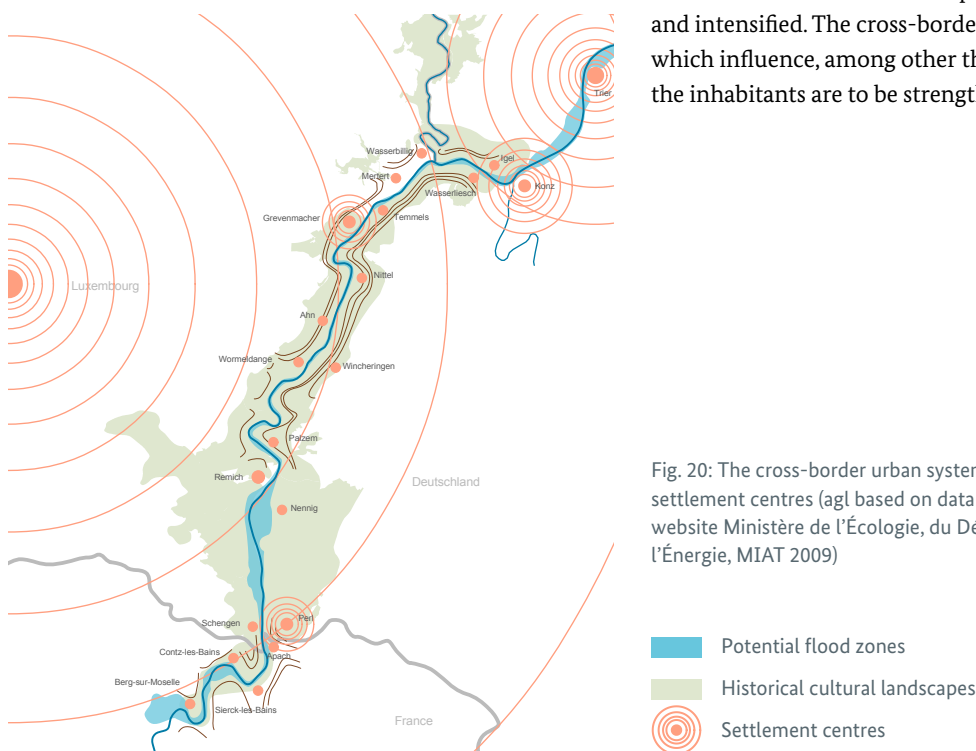 and intensified. The cross-borde
which influence, among other th
the inhabitants are to be strengt
Trier
Wasserbillig
Igel
Mertert
Wasserliesch
Konz
Grevenmacher
Temmels
Nittel
Luxembourg
Ahn
Wormeldange
Wincheringen
Palzem
Remich
Deutschland
Nennig
Schengen
Perl
Contz-les-Bains
Apach
Berg-sur-Moselle
Sierck-les-Bains
France
Fig. 20: The cross-border urban system
settlement centres (agl based on data
website Ministère de l’Écologie, du Dé
l’Énergie, MIAT 2009)
Potential flood zones
Historical cultural landscapes
Settlement centres